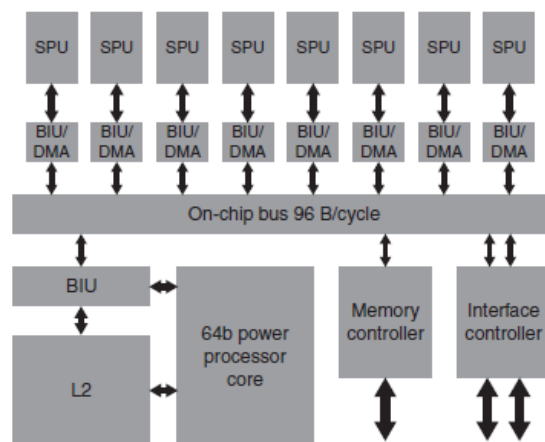 SPU
SPU
SPU
SPU
SPU
SPU
SPU
SPU
BIU/
DMA
BIU/
DMA
BIU/
DMA
BIU/
DMA
BIU/
DMA
BIU/
DMA
BIU/
DMA
BIU/
DMA
On-chip bus 96 B/cycle
BIU
L2
64b power
processor
core
Memory
controller
Interface
controller